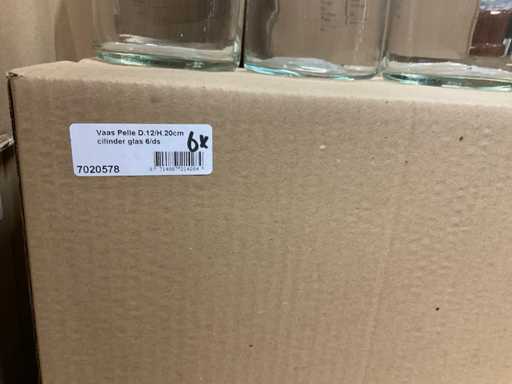 Vaas Pelle D.12/H.20cm
cilinder glas 6/ds
6x
7020578